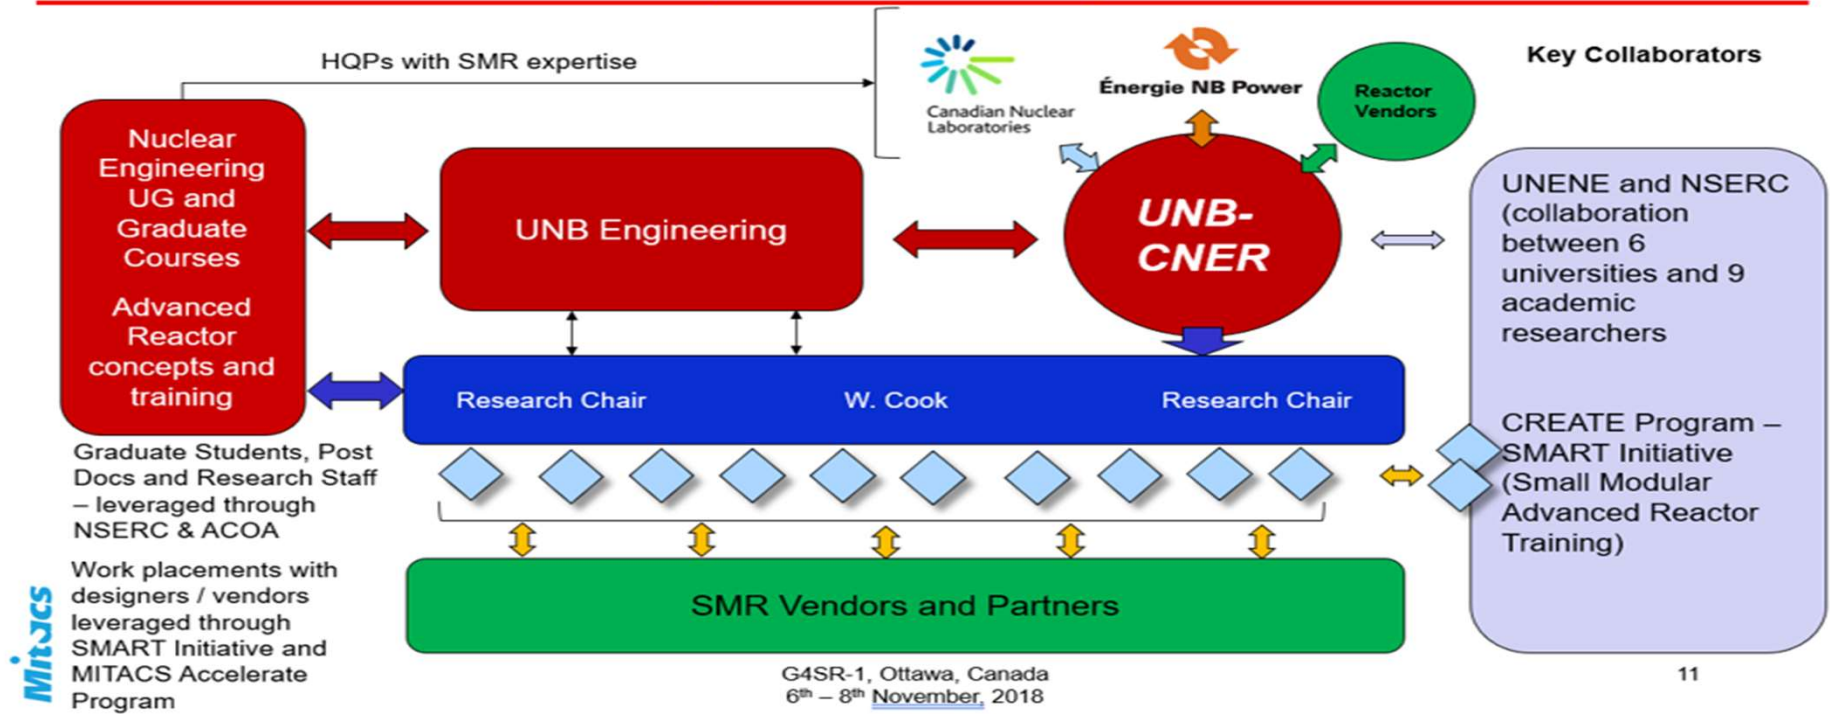 HQPs with SMR expertise
Canadian Nuclear
Laboratories
Énergie NB Power
Reactor
Vendors
Key Collaborators
Nuclear
Engineering
UG and
Graduate
Courses
Advanced
Reactor
concepts and
training
UNB Engineering
UNB-
CNER
UNENE and NSERC
(collaboration
between 6
universities and 9
academic
researchers
CREATE Program –
SMART Initiative
(Small Modular
Advanced Reactor
Training)
Research Chair
W. Cook
Research Chair
Graduate Students, Post
Docs and Research Staff
– leveraged through
NSERC & ACOA
Work placements with
designers / vendors
leveraged through
SMART Initiative and
MITACS Accelerate
Program
Mitacs
SMR Vendors and Partners
G4SR-1, Ottawa, Canada
6th – 8th November, 2018
11